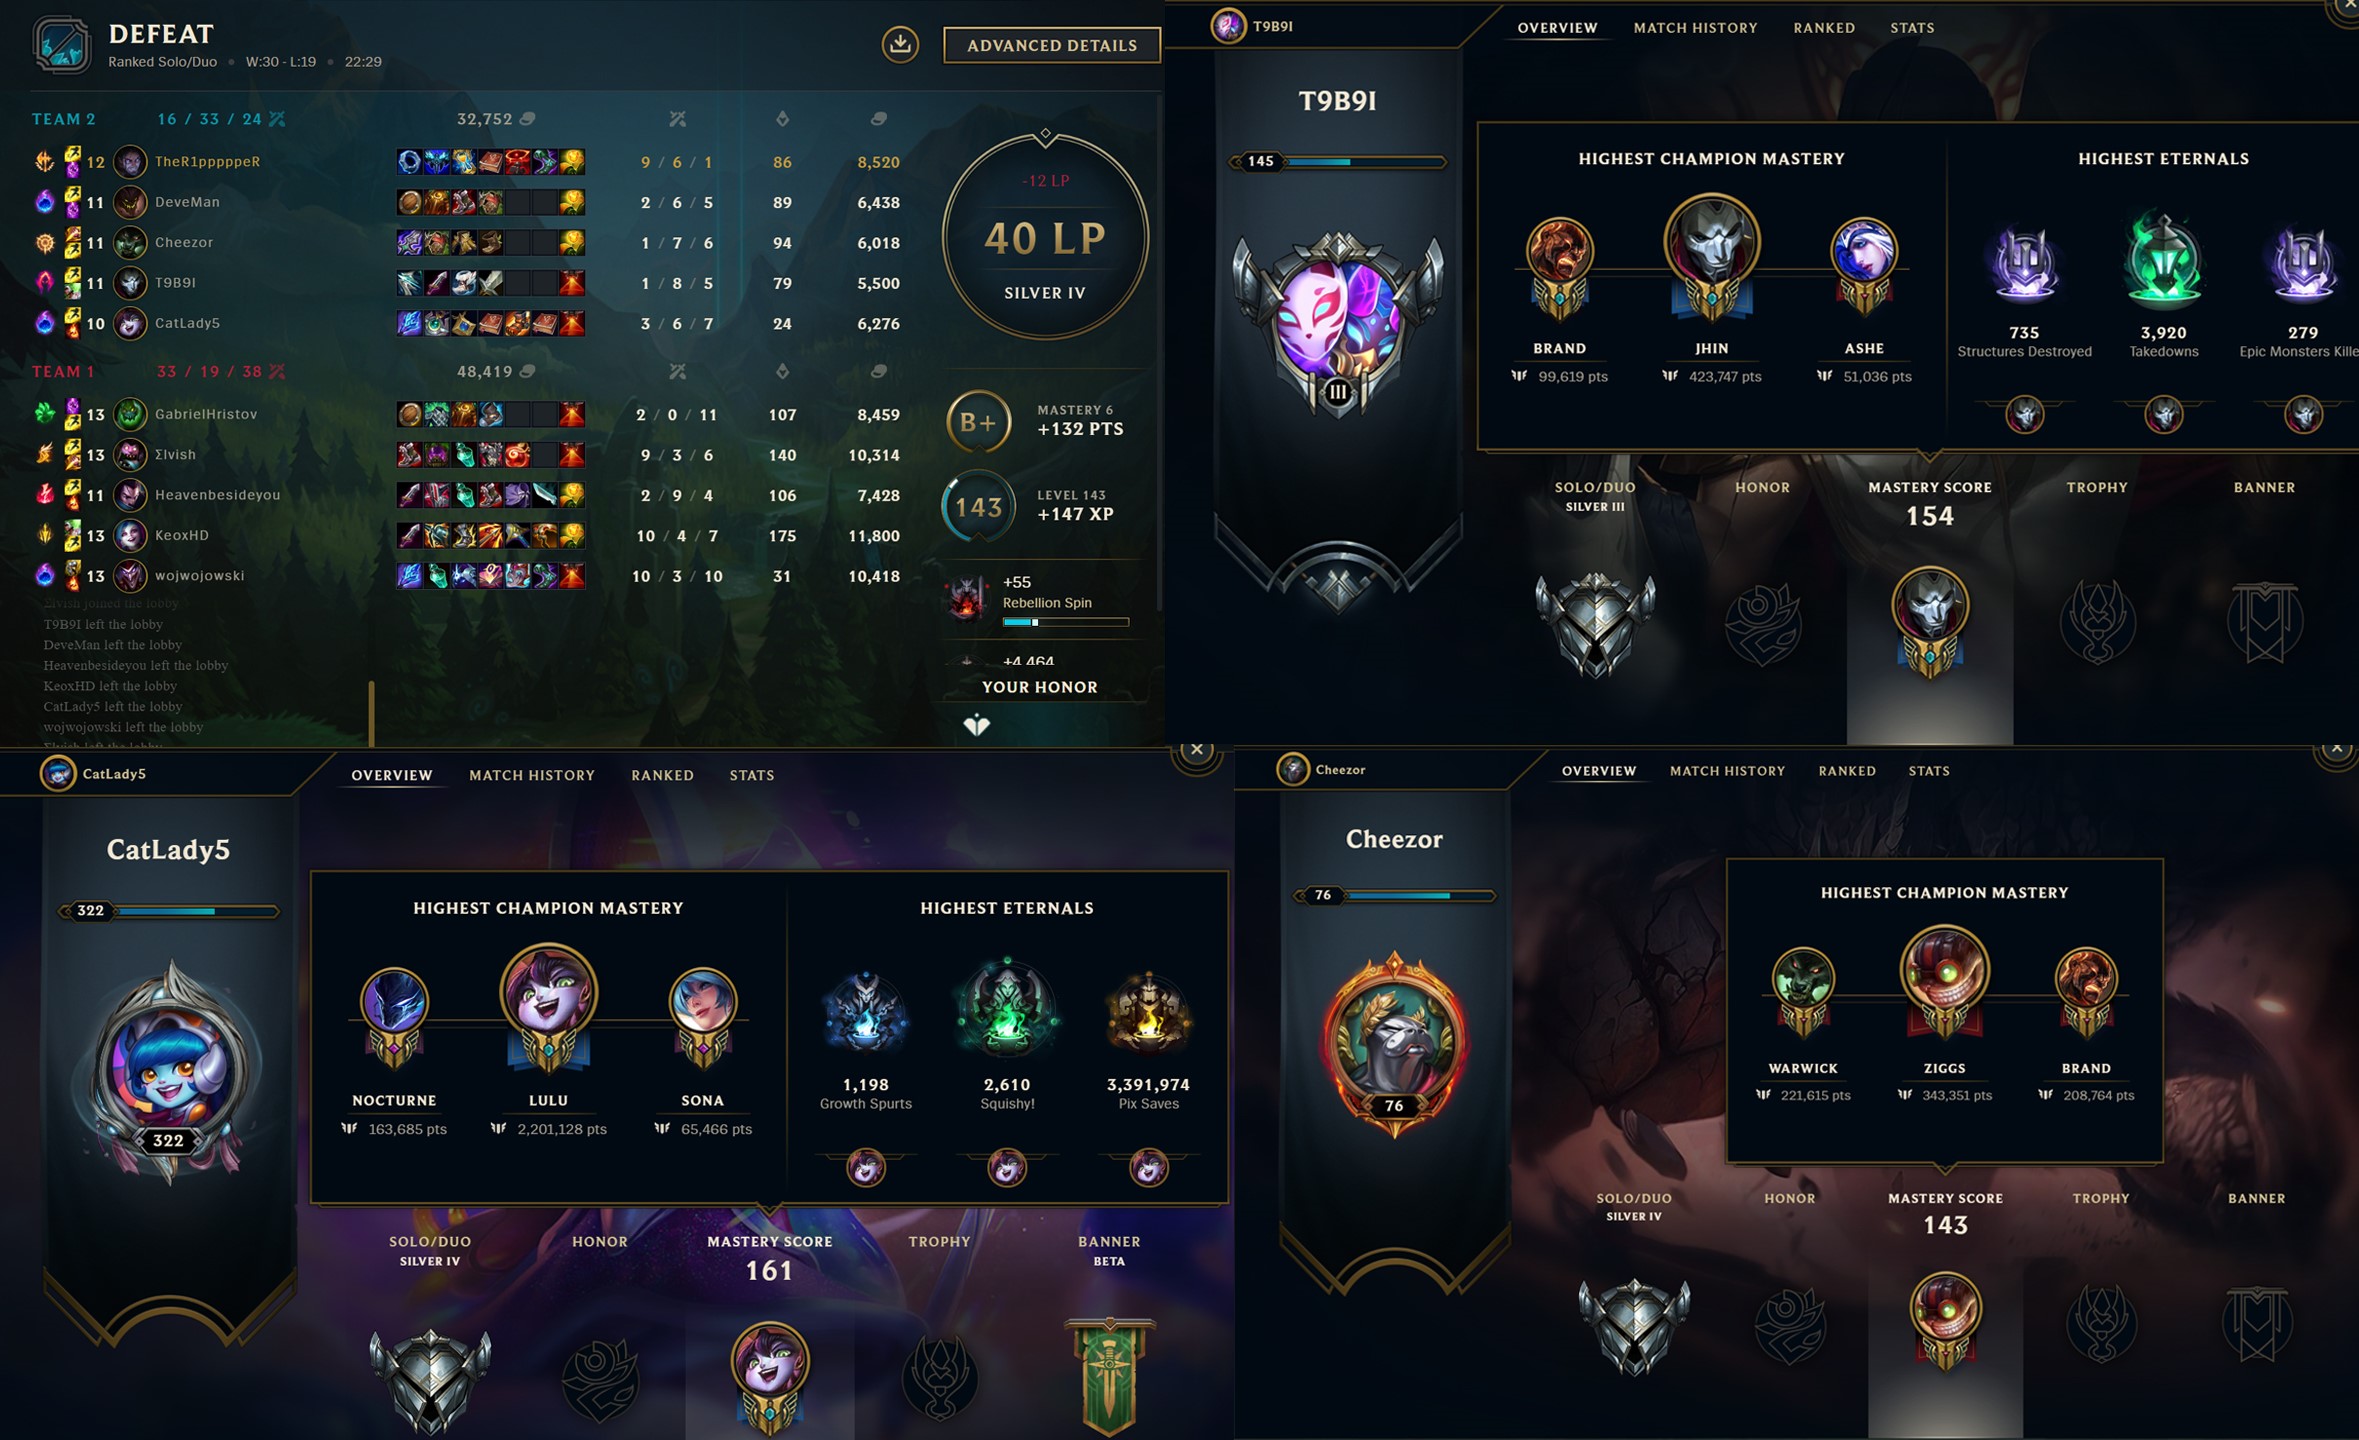 DEFEAT
Ranked Solo/Duo • W:30 - L:19 • 22:29
ADVANCED DETAILS
TEAM 2 16 / 33 / 24 32,752
12 TheR1pppppeR 9 / 6 / 1 86 8,520
11 DeveMan 2 / 6 / 5 89 6,438
11 Cheezor 1 / 7 / 6 94 6,018
11 T9B9I 1 / 8 / 5 79 5,500
10 CatLady5 3 / 6 / 7 24 6,276
TEAM 1 33 / 19 / 38 48,419
13 GabrielHristov 2 / 0 / 11 107 8,459
13 Σlvish 9 / 3 / 6 140 10,314
11 Heavenbesideyou 2 / 9 / 4 106 7,428
13 KeoxHD 10 / 4 / 7 175 11,800
13 wojwojowski 10 / 3 / 10 31 10,418
Σlvish joined the lobby
T9B9I left the lobby
DeveMan left the lobby
Heavenbesideyou left the lobby
KeoxHD left the lobby
CatLady5 left the lobby
wojwojowski left the lobby
Σlvish left the lobby
-12 LP
40 LP
SILVER IV
B+
MASTERY 6
+132 PTS
143
LEVEL 143
+147 XP
+55
Rebellion Spin
+4,464
YOUR HONOR
T9B9I
OVERVIEW MATCH HISTORY RANKED STATS
T9B9I
145
III
HIGHEST CHAMPION MASTERY
BRAND JHIN ASHE
99,619 pts 423,747 pts 51,036 pts
HIGHEST ETERNALS
735 3,920 279
Structures Destroyed Takedowns Epic Monsters Kille
SOLO/DUO HONOR MASTERY SCORE TROPHY BANNER
SILVER III
154
CatLady5
OVERVIEW MATCH HISTORY RANKED STATS
CatLady5
322
322
HIGHEST CHAMPION MASTERY
NOCTURNE LULU SONA
163,685 pts 2,201,128 pts 65,466 pts
HIGHEST ETERNALS
1,198 2,610 3,391,974
Growth Spurts Squishy! Pix Saves
SOLO/DUO HONOR MASTERY SCORE TROPHY BANNER
SILVER IV BETA
161
Cheezor
OVERVIEW MATCH HISTORY RANKED STATS
Cheezor
76
76
HIGHEST CHAMPION MASTERY
WARWICK ZIGGS BRAND
221,615 pts 343,351 pts 208,764 pts
SOLO/DUO HONOR MASTERY SCORE TROPHY BANNER
SILVER IV
143